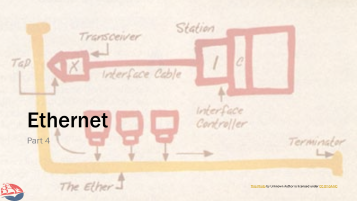 Station
Transceiver
Tap
X
I
C
Interface Cable
Interface
Controller
Ethernet
Part 4
Terminator
The Ether